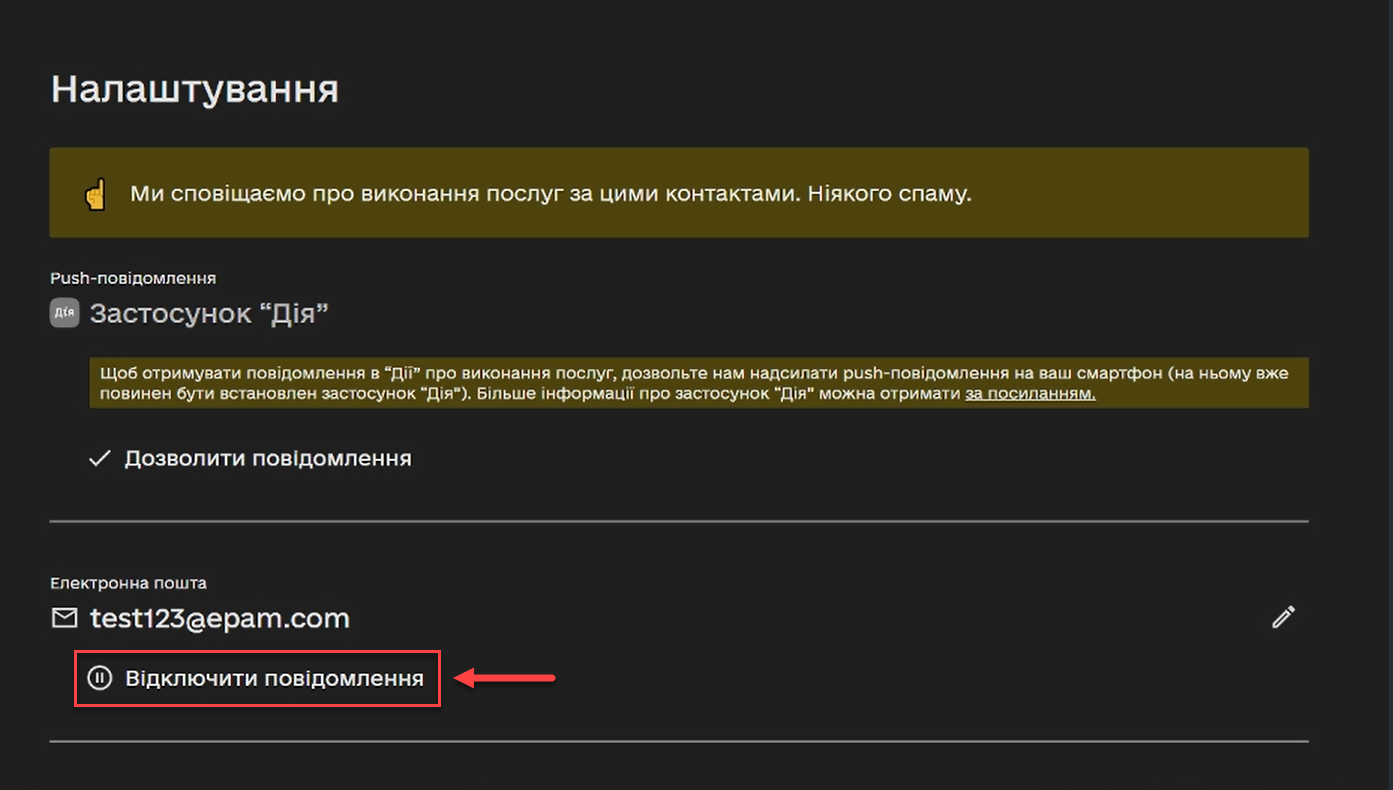 Налаштування
Ми сповіщаємо про виконання послуг за цими контактами. Ніякого спаму.
Push-повідомлення
Дія Застосунок “Дія”
Щоб отримувати повідомлення в “Дії” про виконання послуг, дозвольте нам надсилати push-повідомлення на ваш смартфон (на ньому вже
повинен бути встановлен застосунок “Дія”). Більше інформації про застосунок “Дія” можна отримати за посиланням.
Дозволити повідомлення
Електронна пошта
test123@epam.com
Відключити повідомлення